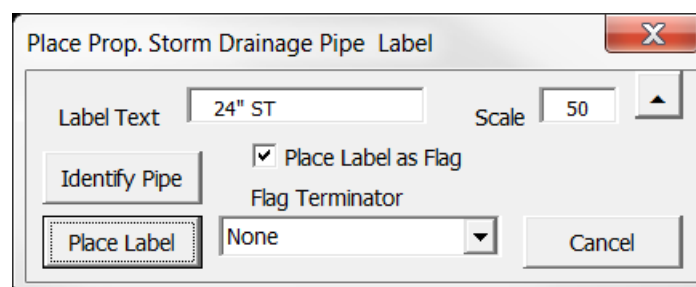 Place Prop. Storm Drainage Pipe Label
Label Text 24" ST Scale 50
Place Label as Flag
Identify Pipe
Flag Terminator
Place Label None Cancel